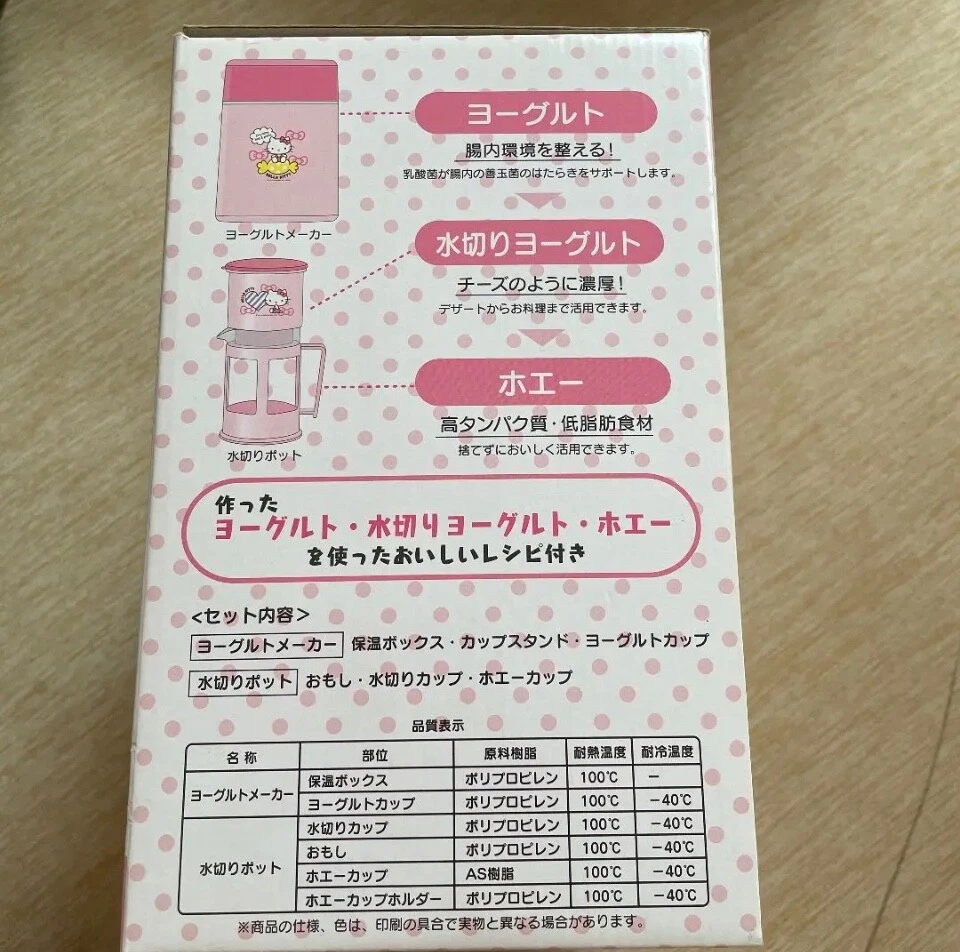 ヨーグルト
腸内環境を整える!
乳酸菌が腸内の善玉菌のはたらきをサポートします。
ヨーグルトメーカー
水切りヨーグルト
チーズのように濃厚!
デザートからお料理まで活用できます。
ホエー
高タンパク質・低脂肪食材
捨てずにおいしく活用できます。
水切りポット
作った
ヨーグルト・水切りヨーグルト・ホエー
を使ったおいしいレシピ付き
<セット内容>
ヨーグルトメーカー 保温ボックス・カップスタンド・ヨーグルトカップ
水切りポット おもし・水切りカップ・ホエーカップ
品質表示
名称 部位 原料樹脂 耐熱温度 耐冷温度
ヨーグルトメーカー 保温ボックス ポリプロピレン 100℃ −
ヨーグルトカップ ポリプロピレン 100℃ −40℃
水切りポット 水切りカップ ポリプロピレン 100℃ −40℃
おもし ポリプロピレン 100℃ −40℃
ホエーカップ AS樹脂 100℃ −40℃
ホエーカップホルダー ポリプロピレン 100℃ −40℃
※商品の仕様、色は、印刷の具合で実物と異なる場合があります。